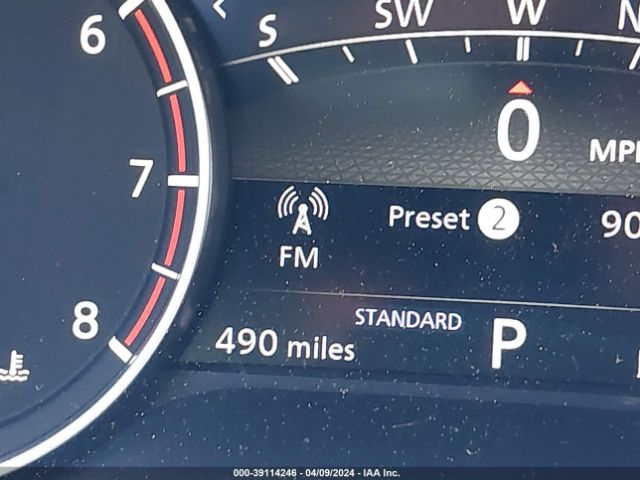 6
7
8
S SW W N
0 MPH
FM
Preset 2
90
STANDARD
P
490 miles
000-39114246 - 04/09/2024 - IAA Inc.